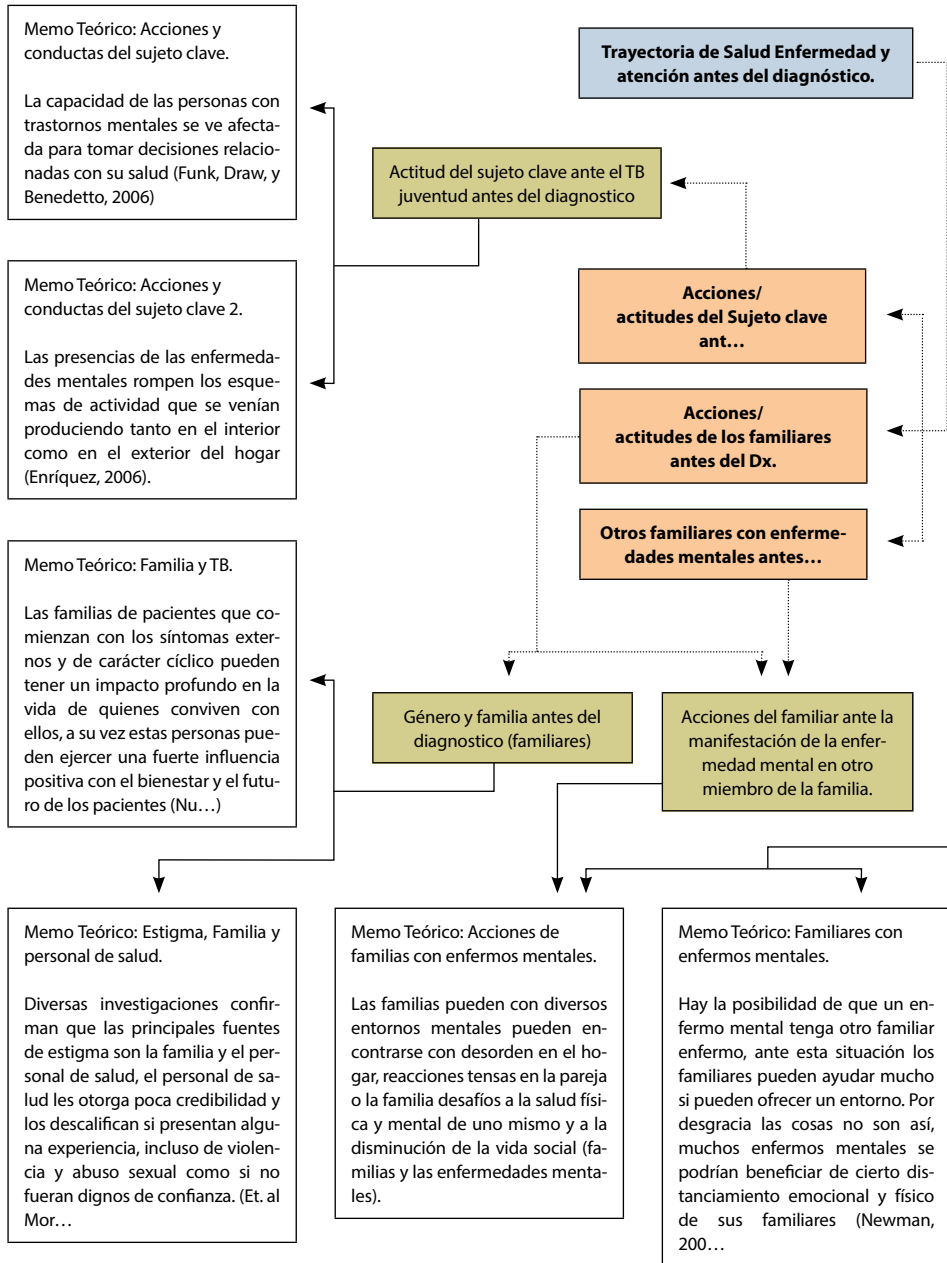 Memo Teórico: Acciones y
conductas del sujeto clave.
La capacidad de las personas con
trastornos mentales se ve afecta-
da para tomar decisiones relacio-
nadas con su salud (Funk, Draw, y
Benedetto, 2006)
Trayectoria de Salud Enfermedad y
atención antes del diagnóstico.
Actitud del sujeto clave ante el TB
juventud antes del diagnostico
Memo Teórico: Acciones y
conductas del sujeto clave 2.
Las presencias de las enfermeda-
des mentales rompen los esque-
mas de actividad que se venían
produciendo tanto en el interior
como en el exterior del hogar
(Enríquez, 2006).
Acciones/
actitudes del Sujeto clave
ant…
Acciones/
actitudes de los familiares
antes del Dx.
Otros familiares con enferme-
dades mentales antes…
Memo Teórico: Familia y TB.
Las familias de pacientes que co-
mienzan con los síntomas exter-
nos y de carácter cíclico pueden
tener un impacto profundo en la
vida de quienes conviven con
ellos, a su vez estas personas pue-
den ejercer una fuerte influencia
positiva con el bienestar y el futu-
ro de los pacientes (Nu…)
Género y familia antes del
diagnostico (familiares)
Acciones del familiar ante la
manifestación de la enfer-
medad mental en otro
miembro de la familia.
Memo Teórico: Estigma, Familia y
personal de salud.
Diversas investigaciones confir-
man que las principales fuentes
de estigma son la familia y el per-
sonal de salud, el personal de sa-
lud les otorga poca credibilidad y
los descalifican si presentan algu-
na experiencia, incluso de violen-
cia y abuso sexual como si no
fueran dignos de confianza. (Et. al
Mor…
Memo Teórico: Acciones de
familias con enfermos mentales.
Las familias pueden con diversos
entornos mentales pueden en-
contrarse con desorden en el ho-
gar, reacciones tensas en la pareja
o la familia desafíos a la salud físi-
ca y mental de uno mismo y a la
disminución de la vida social (fa-
milias y las enfermedades menta-
les).
Memo Teórico: Familiares con
enfermos mentales.
Hay la posibilidad de que un en-
fermo mental tenga otro familiar
enfermo, ante esta situación los
familiares pueden ayudar mucho
si pueden ofrecer un entorno. Por
desgracia las cosas no son así,
muchos enfermos mentales se
podrían beneficiar de cierto dis-
tanciamiento emocional y físico
de sus familiares (Newman,
200…